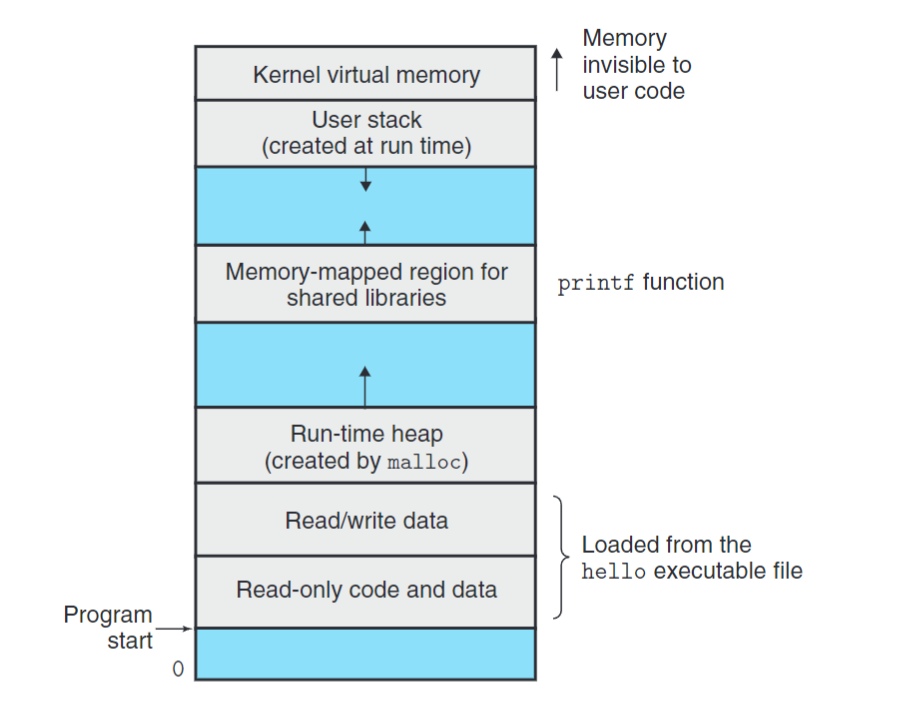 Memory
invisible to
user code
Kernel virtual memory
User stack
(created at run time)
Memory-mapped region for
shared libraries
printf function
Run-time heap
(created by malloc)
Read/write data
Loaded from the
hello executable file
Read-only code and data
Program
start
0